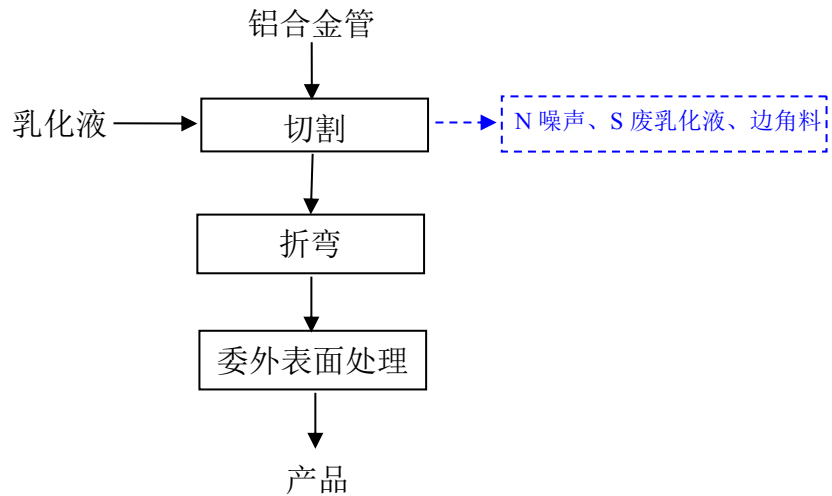 铝合金管
乳化液
切割
N 噪声、S 废乳化液、边角料
折弯
委外表面处理
产品